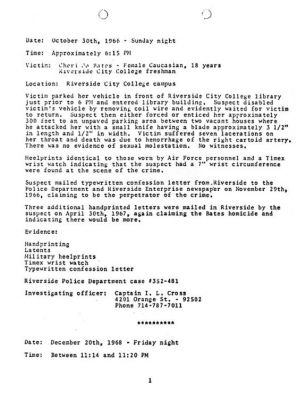 Date: October 30th, 1966 - Sunday night
Time: Approximately 6:15 PM
Victim: Cheri Jo Bates - Female Caucasian, 18 years
Riverside City College freshman
Location: Riverside City College campus
Victim parked her vehicle in front of Riverside City College library
just prior to 6 PM and entered library building. Suspect disabled
victim's vehicle by removing coil wire and evidently waited for victim
to return. Suspect then either forced or enticed her approximately
300 feet to an unpaved parking area between two vacant houses where
he attacked her with a small knife having a blade approximately 3 1/2"
in length and 1/2" in width. Victim suffered seven lacerations on
her throat and death was due to hemorrhage of the right cartoid artery.
There was no evidence of sexual molestation. No witnesses.
Heelprints identical to those worn by Air Force personnel and a Timex
wrist watch indicating that the suspect had a 7" wrist circumference
were found at the scene of the crime.
Suspect mailed typewritten confession letter from Riverside to the
Police Department and Riverside Enterprise newspaper on November 29th,
1966, claiming to be the perpetrator of the crime.
Three additional handprinted letters were mailed in Riverside by the
suspect on April 30th, 1967, again claiming the Bates homicide and
indicating there would be more.
Evidence:
Handprinting
Latents
Military heelprints
Timex wrist watch
Typewritten confession letter
Riverside Police Department case #352-481
Investigating officer: Captain I. L. Cross
4201 Orange St. - 92502
Phone 714-787-7011
**********
Date: December 20th, 1968 - Friday night
Time: Between 11:14 and 11:20 PM
1